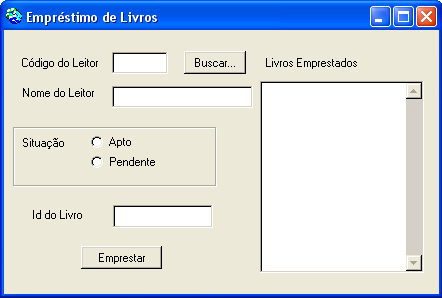 Empréstimo de Livros
Código do Leitor
Buscar...
Livros Emprestados
Nome do Leitor
Situação
Apto
Pendente
Id do Livro
Emprestar